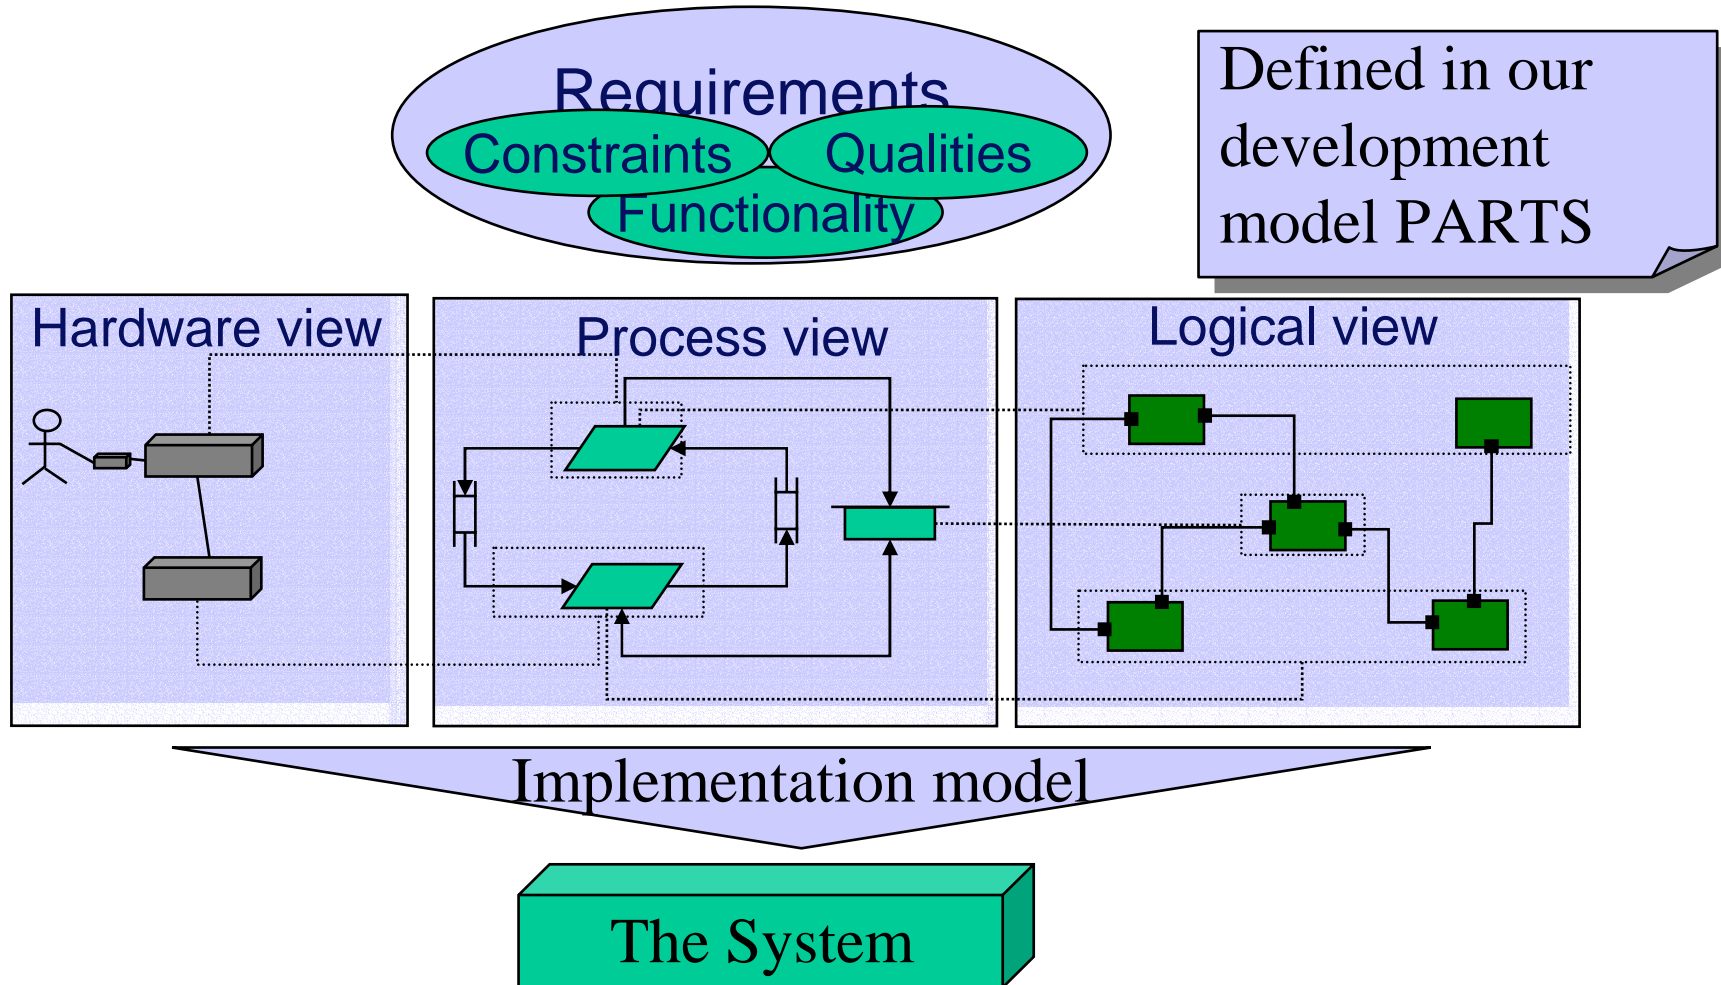 Requirements
Constraints
Qualities
Functionality
Defined in our
development
model PARTS
Hardware view
Process view
Logical view
Implementation model
The System